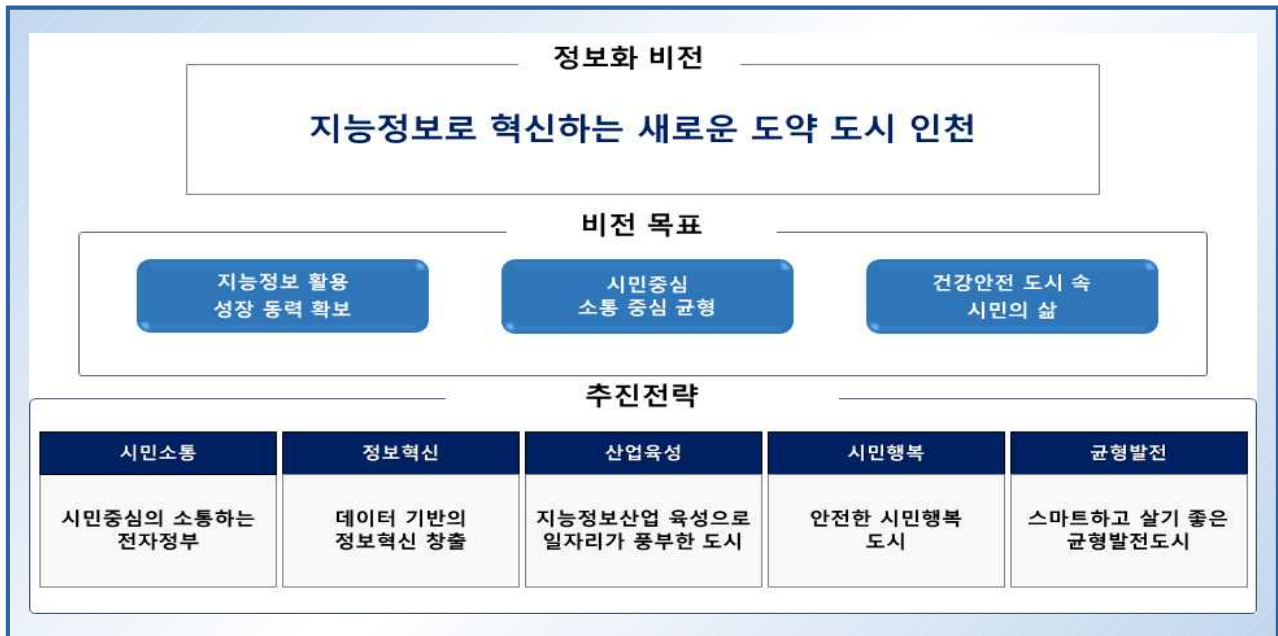 정보화 비전
지능정보로 혁신하는 새로운 도약 도시 인천
비전 목표
지능정보 활용
성장 동력 확보
시민중심
소통 중심 균형
건강안전 도시 속
시민의 삶
추진전략
시민소통
시민중심의 소통하는
전자정부
정보혁신
데이터 기반의
정보혁신 창출
산업육성
지능정보산업 육성으로
일자리가 풍부한 도시
시민행복
안전한 시민행복
도시
균형발전
스마트하고 살기 좋은
균형발전도시